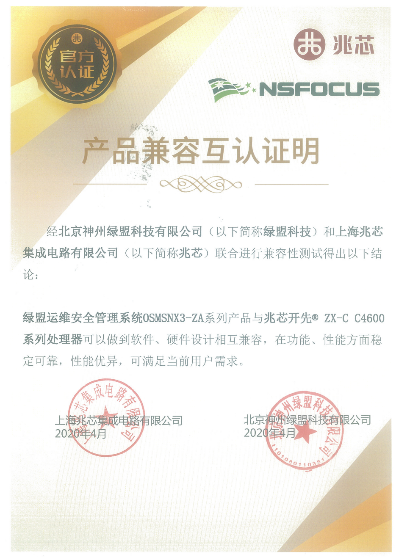 官方
认证
兆芯
NSFOCUS
产品兼容互认证明
经北京神州绿盟科技有限公司（以下简称绿盟科技）和上海兆芯
集成电路有限公司（以下简称兆芯）联合进行兼容性测试得出以下结
论：
绿盟运维安全管理系统OSMSNX3-ZA系列产品与兆芯开先® ZX-C C4600
系列处理器可以做到软件、硬件设计相互兼容，在功能、性能方面稳
定可靠，性能优异，可满足当前用户需求。
上海兆芯集成电路有限公司
2020年4月
北京神州绿盟科技有限公司
2020年4月